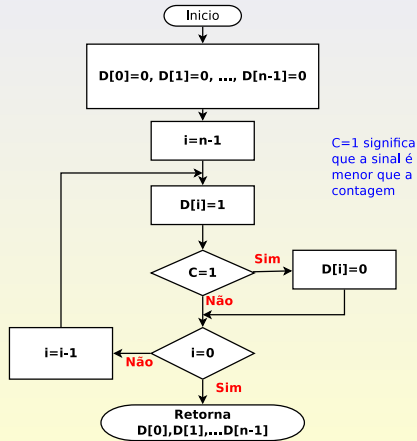 Inicio
D[0]=0, D[1]=0, ..., D[n-1]=0
i=n-1
C=1 significa
que a sinal é
menor que a
contagem
D[i]=1
C=1
Sim
D[i]=0
Não
i=i-1
Não
i=0
Sim
Retorna
D[0],D[1],...D[n-1]